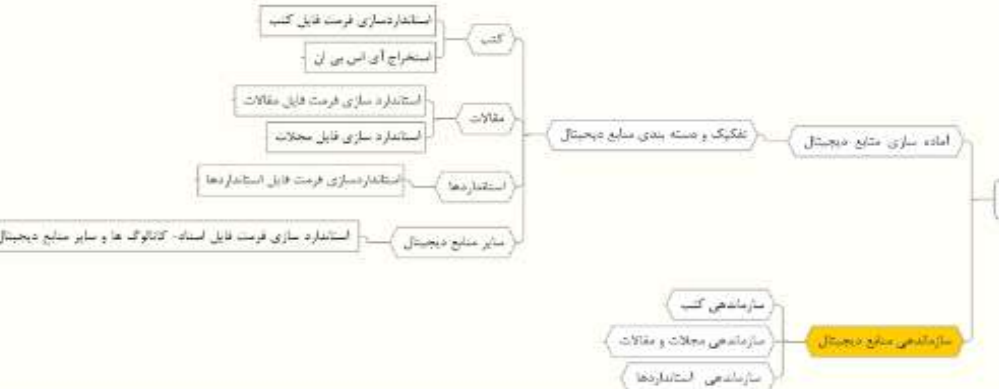 آماده سازی منابع دیجیتال
تفکیک و دسته بندی منابع دیجیتال
کتب
استانداردسازی فرمت فایل کتب
استخراج آی اس بی ان
مقالات
استاندارد سازی فرمت فایل مقالات
استاندارد سازی فایل مجلات
استانداردها
استانداردسازی فرمت فایل استانداردها
سایر منابع دیجیتال
استاندارد سازی فرمت فایل اسناد- کاتالوگ ها و سایر منابع دیجیتال
سازماندهی منابع دیجیتال
سازماندهی کتب
سازماندهی مجلات و مقالات
سازماندهی استانداردها